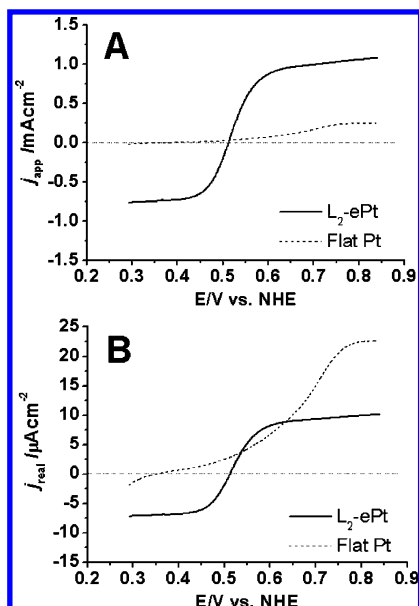 A
1.5
1.0
0.5
0.0
-0.5
-1.0
-1.5
j_app /mAcm⁻²
L₂-ePt
Flat Pt
0.2 0.3 0.4 0.5 0.6 0.7 0.8 0.9
E/V vs. NHE
B
25
20
15
10
5
0
-5
-10
-15
j_real /µAcm⁻²
L₂-ePt
Flat Pt
0.2 0.3 0.4 0.5 0.6 0.7 0.8 0.9
E/V vs. NHE